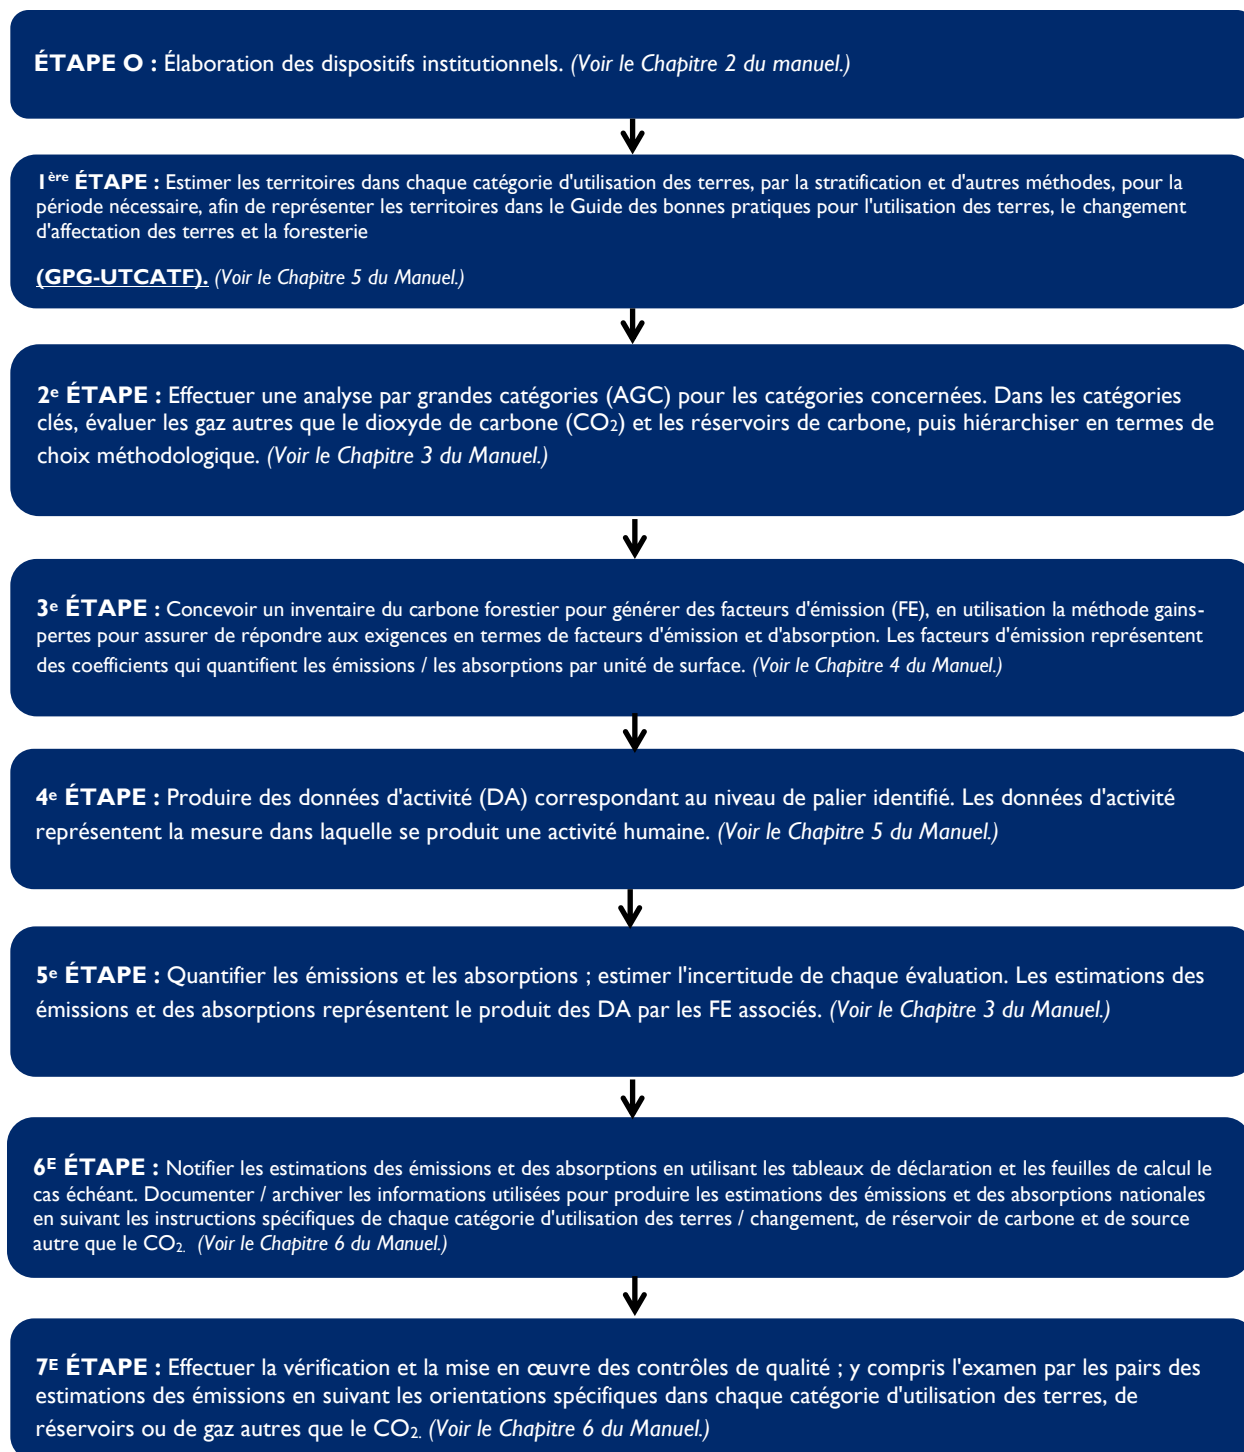 ÉTAPE O : Élaboration des dispositifs institutionnels. (Voir le Chapitre 2 du manuel.)
1ère ÉTAPE : Estimer les territoires dans chaque catégorie d'utilisation des terres, par la stratification et d'autres méthodes, pour la
période nécessaire, afin de représenter les territoires dans le Guide des bonnes pratiques pour l'utilisation des terres, le changement
d'affectation des terres et la foresterie
(GPG-UTCATF). (Voir le Chapitre 5 du Manuel.)
2e ÉTAPE : Effectuer une analyse par grandes catégories (AGC) pour les catégories concernées. Dans les catégories
clés, évaluer les gaz autres que le dioxyde de carbone (CO2) et les réservoirs de carbone, puis hiérarchiser en termes de
choix méthodologique. (Voir le Chapitre 3 du Manuel.)
3e ÉTAPE : Concevoir un inventaire du carbone forestier pour générer des facteurs d'émission (FE), en utilisation la méthode gains-
pertes pour assurer de répondre aux exigences en termes de facteurs d'émission et d'absorption. Les facteurs d'émission représentent
des coefficients qui quantifient les émissions / les absorptions par unité de surface. (Voir le Chapitre 4 du Manuel.)
4e ÉTAPE : Produire des données d'activité (DA) correspondant au niveau de palier identifié. Les données d'activité
représentent la mesure dans laquelle se produit une activité humaine. (Voir le Chapitre 5 du Manuel.)
5e ÉTAPE : Quantifier les émissions et les absorptions ; estimer l'incertitude de chaque évaluation. Les estimations des
émissions et des absorptions représentent le produit des DA par les FE associés. (Voir le Chapitre 3 du Manuel.)
6E ÉTAPE : Notifier les estimations des émissions et des absorptions en utilisant les tableaux de déclaration et les feuilles de calcul le
cas échéant. Documenter / archiver les informations utilisées pour produire les estimations des émissions et des absorptions nationales
en suivant les instructions spécifiques de chaque catégorie d'utilisation des terres / changement, de réservoir de carbone et de source
autre que le CO2. (Voir le Chapitre 6 du Manuel.)
7E ÉTAPE : Effectuer la vérification et la mise en œuvre des contrôles de qualité ; y compris l'examen par les pairs des
estimations des émissions en suivant les orientations spécifiques dans chaque catégorie d'utilisation des terres, de
réservoirs ou de gaz autres que le CO2. (Voir le Chapitre 6 du Manuel.)